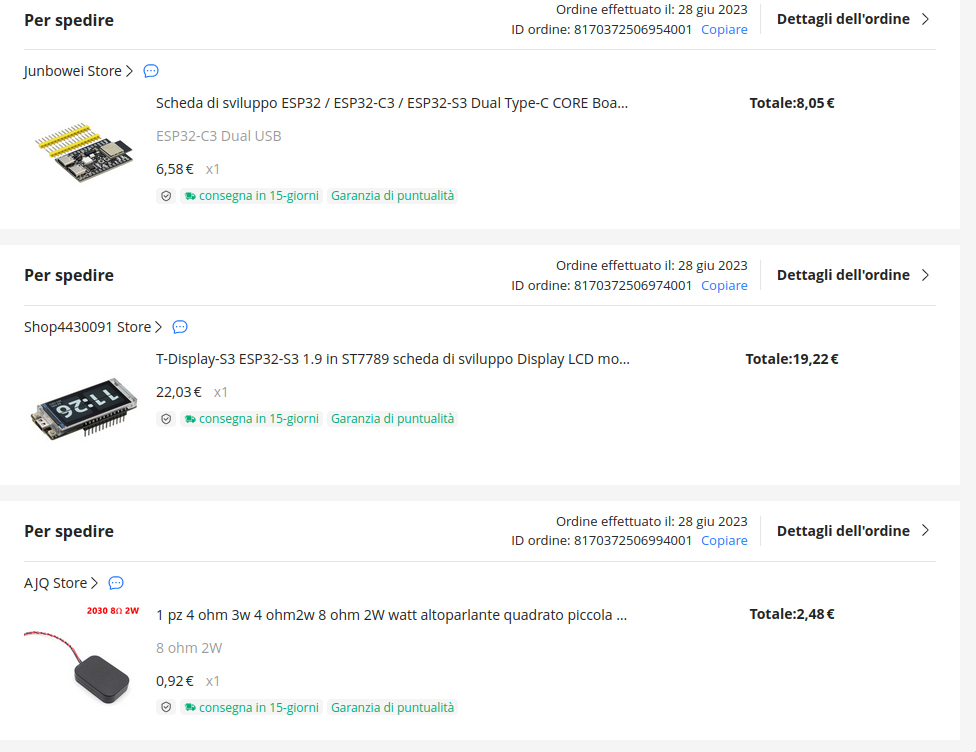 Per spedire
Ordine effettuato il: 28 giu 2023
ID ordine: 8170372506954001 Copiare
Dettagli dell'ordine
Junbowei Store
Scheda di sviluppo ESP32 / ESP32-C3 / ESP32-S3 Dual Type-C CORE Boa...
Totale:8,05 €
ESP32-C3 Dual USB
6,58 € x1
consegna in 15-giorni Garanzia di puntualità
Per spedire
Ordine effettuato il: 28 giu 2023
ID ordine: 8170372506974001 Copiare
Dettagli dell'ordine
Shop4430091 Store
T-Display-S3 ESP32-S3 1.9 in ST7789 scheda di sviluppo Display LCD mo...
Totale:19,22 €
11:26
22,03 € x1
consegna in 15-giorni Garanzia di puntualità
Per spedire
Ordine effettuato il: 28 giu 2023
ID ordine: 8170372506994001 Copiare
Dettagli dell'ordine
AJQ Store
2030 8Ω 2W
1 pz 4 ohm 3w 4 ohm2w 8 ohm 2W watt altoparlante quadrato piccola ...
Totale:2,48 €
8 ohm 2W
0,92 € x1
consegna in 15-giorni Garanzia di puntualità